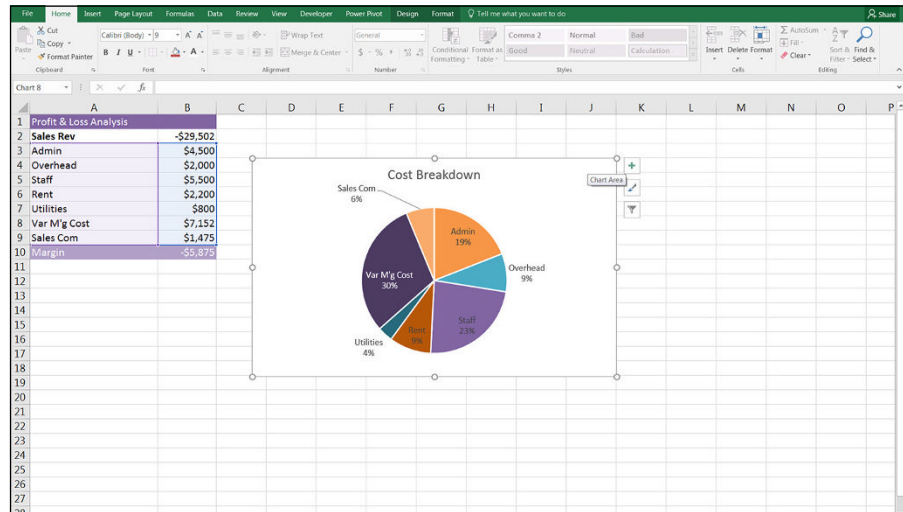 File Home Insert Page Layout Formulas Data Review View Developer Power Pivot Design Format Tell me what you want to do Share
Cut
Copy
Format Painter
Paste
Clipboard
Calibri (Body) 9 A A
B I U A
Font
Wrap Text
Merge & Center
Alignment
General
$ % ,
Number
Conditional Formatting
Format as Table
Comma 2 Normal Bad
Good Neutral Calculation
Styles
Insert Delete Format
Cells
AutoSum
Fill
Clear
Sort & Filter
Find & Select
Editing
Chart 8 fx
A B C D E F G H I J K L M N O P
1 Profit & Loss Analysis
2 Sales Rev -$29,502
3 Admin $4,500
4 Overhead $2,000
5 Staff $5,500
6 Rent $2,200
7 Utilities $800
8 Var M'g Cost $7,152
9 Sales Com $1,475
10 Margin -$5,875
11
12
13
14
15
16
17
18
19
20
21
22
23
24
25
26
27
28
Cost Breakdown
Chart Area
Sales Com
6%
Admin
19%
Overhead
9%
Var M'g Cost
30%
Staff
23%
Rent
9%
Utilities
4%